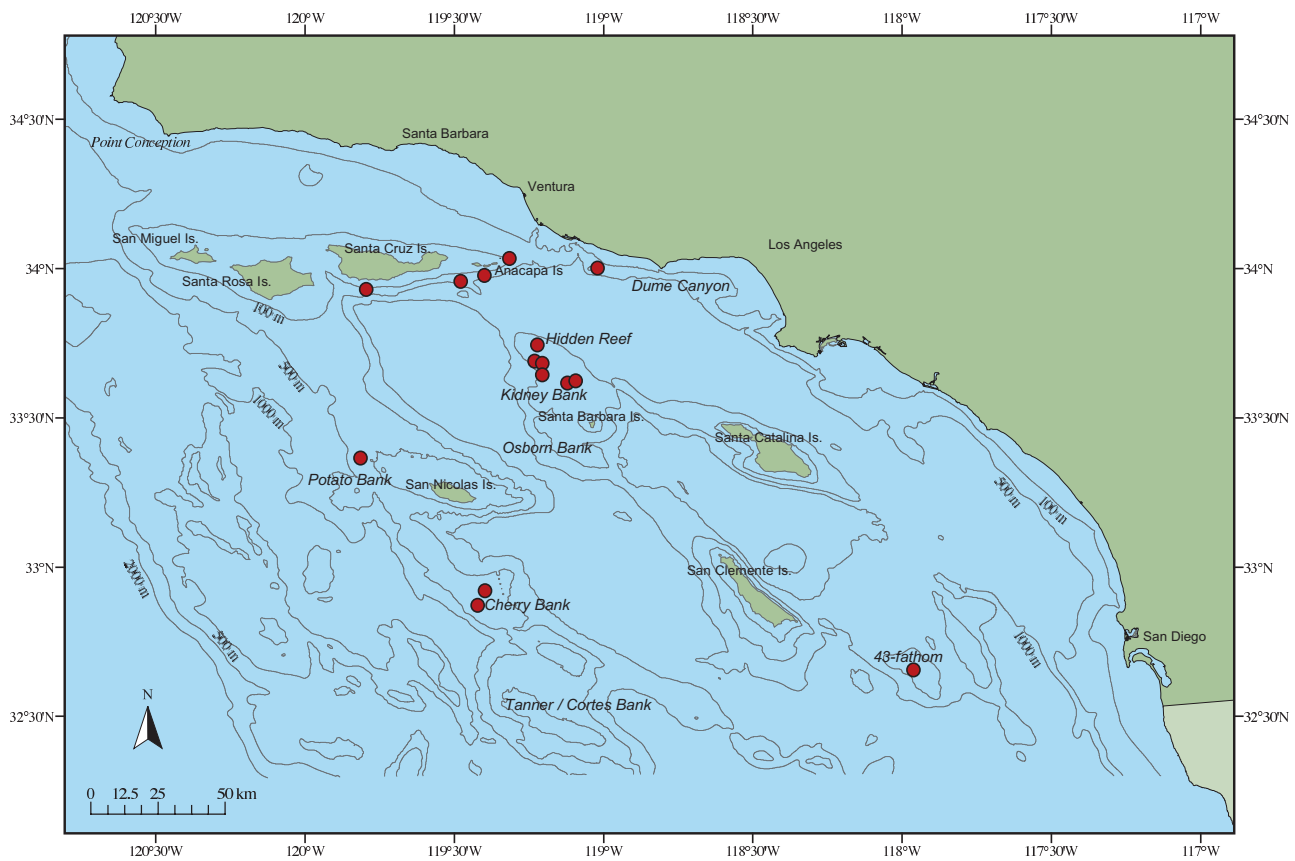 120°30'W 120°W 119°30'W 119°W 118°30'W 118°W 117°30'W 117°W
34°30'N 34°30'N
Santa Barbara
Point Conception
Ventura
San Miguel Is.
Santa Cruz Is.
Los Angeles
34°N 34°N
Anacapa Is
Santa Rosa Is.
Dume Canyon
100 m
Hidden Reef
500 m
Kidney Bank
1000 m
33°30'N 33°30'N
Santa Barbara Is.
Santa Catalina Is.
Osborn Bank
Potato Bank
San Nicolas Is.
500 m
100 m
33°N 33°N
San Clemente Is.
2000 m
Cherry Bank
San Diego
500 m
1000 m
43-fathom
N
Tanner / Cortes Bank
32°30'N 32°30'N
0 12.5 25 50 km
120°30'W 120°W 119°30'W 119°W 118°30'W 118°W 117°30'W 117°W